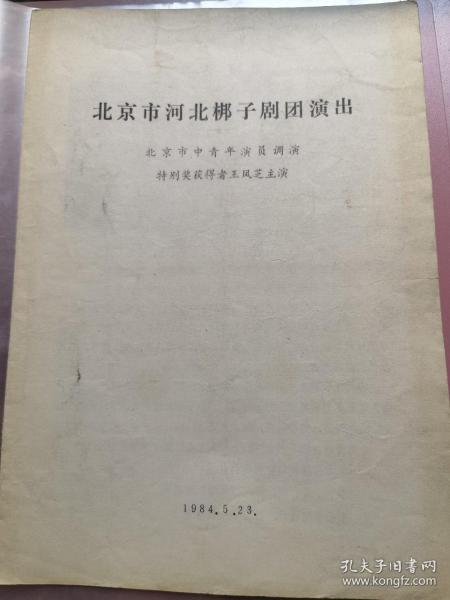 北京市河北梆子剧团演出
北京市中青年演员调演
特别奖获得者王凤芝主演
1984.5.23.
孔夫子旧书网
www.kongfz.com